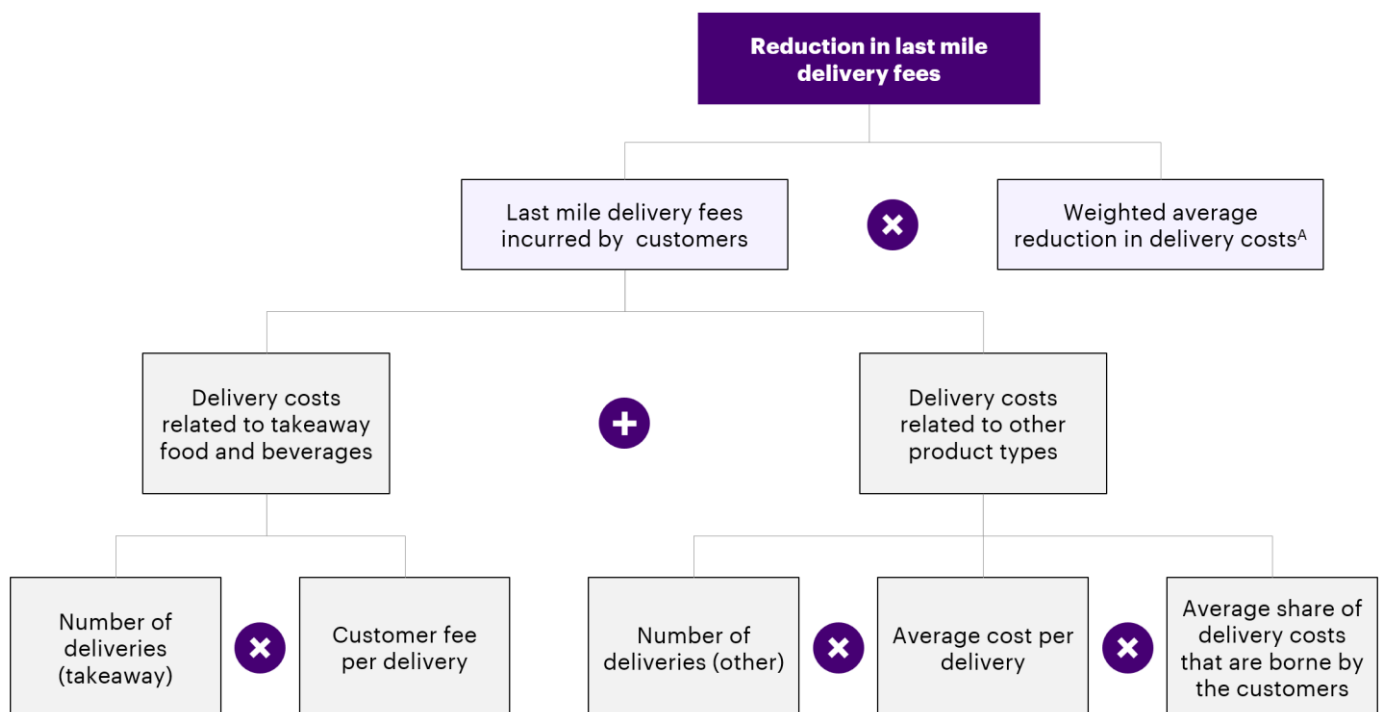 Reduction in last mile
delivery fees
Last mile delivery fees
incurred by customers
Weighted average
reduction in delivery costsᴬ
Delivery costs
related to takeaway
food and beverages
Delivery costs
related to other
product types
Number of
deliveries
(takeaway)
Customer fee
per delivery
Number of
deliveries (other)
Average cost per
delivery
Average share of
delivery costs
that are borne by
the customers